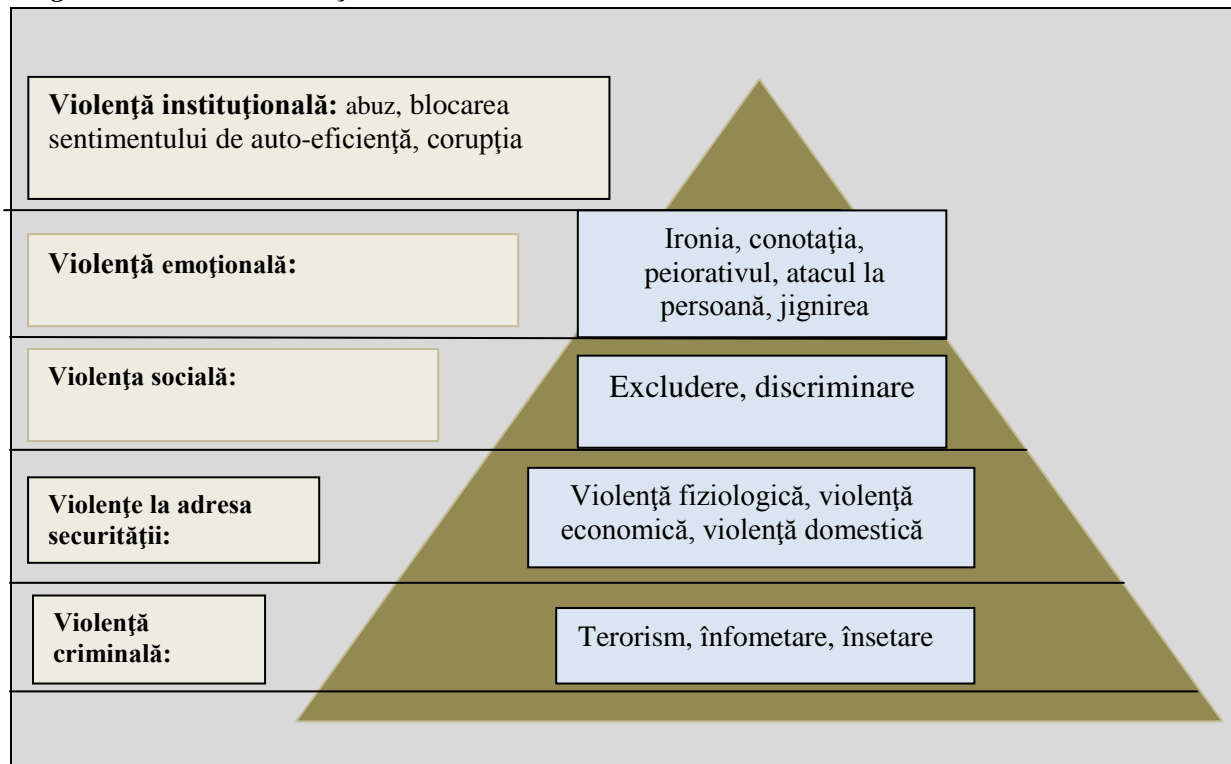 Violenţă instituţională: abuz, blocarea
sentimentului de auto-eficienţă, corupţia
Violenţă emoţională:
Ironia, conotaţia,
peiorativul, atacul la
persoană, jignirea
Violenţa socială:
Excludere, discriminare
Violenţe la adresa
securităţii:
Violenţă fiziologică, violenţă
economică, violenţă domestică
Violenţă
criminală:
Terorism, înfometare, însetare